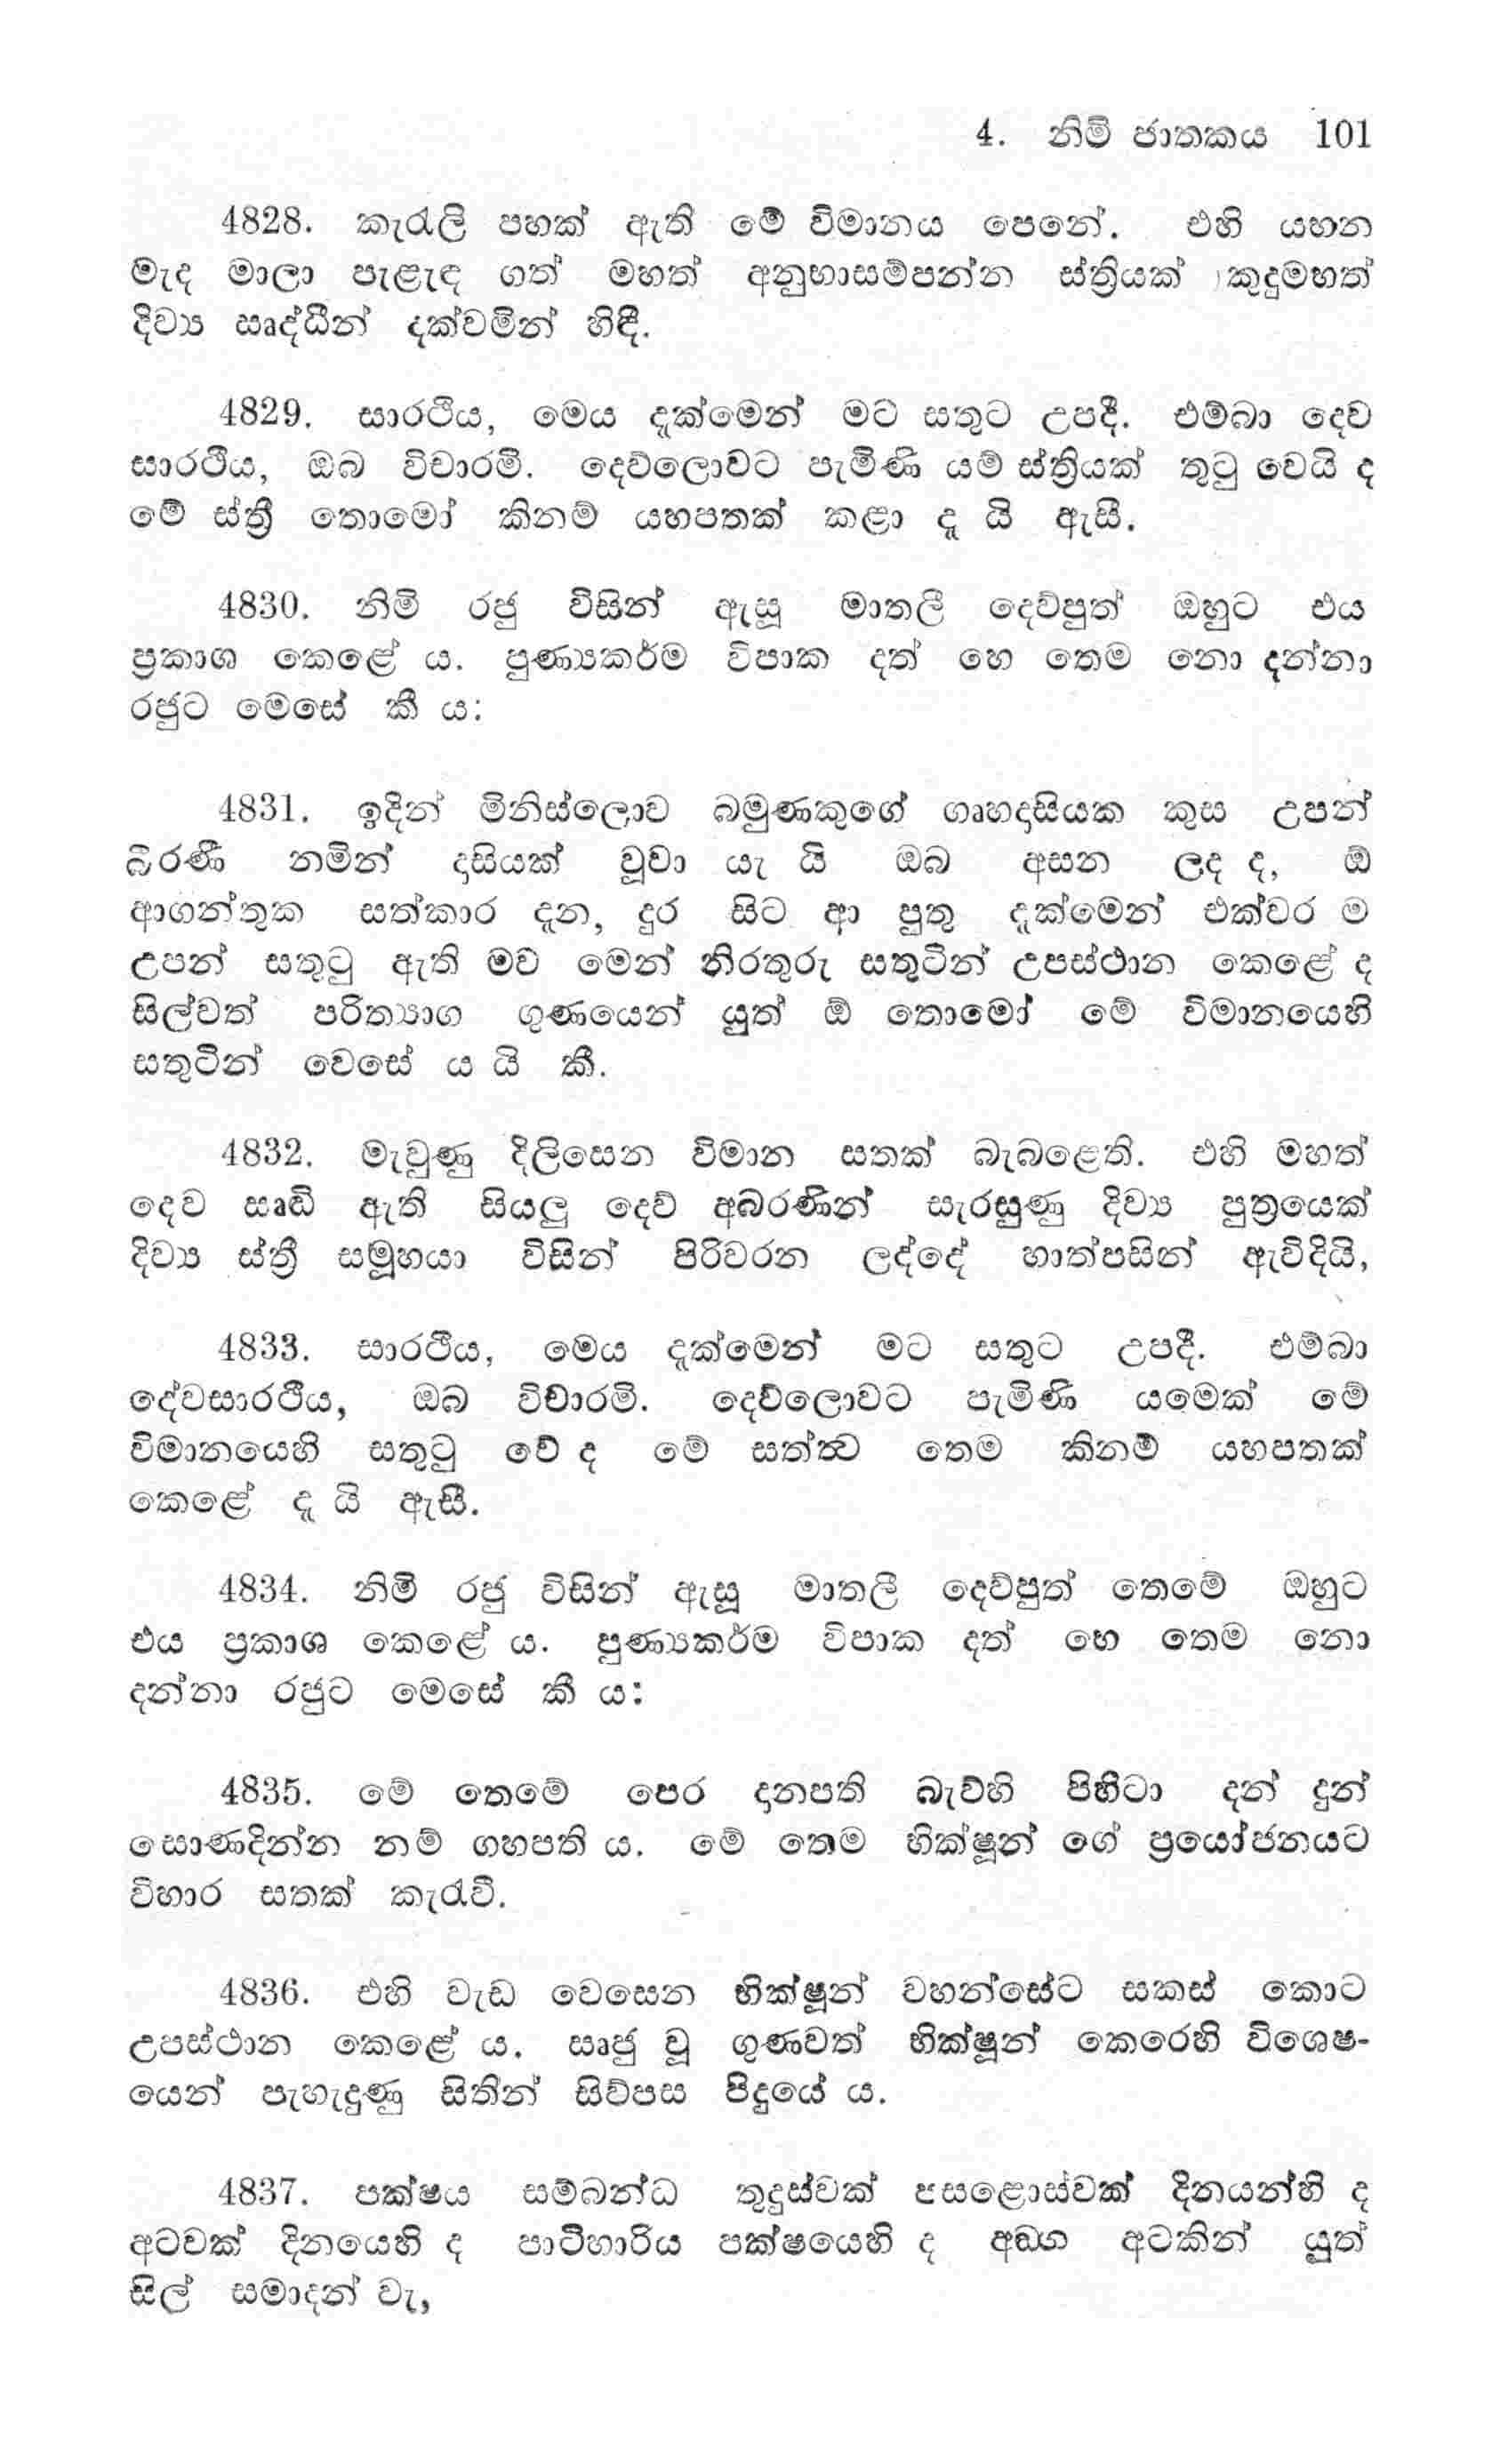 4. නිමි ජාතකය 101
4828. කැරැලි පහක් ඇති මේ විමානය පෙනේ. එහි යහන
මැද මාලා පැළැඳ ගත් මහත් අනුභාසම්පන්න ස්ත්‍රියක් කුදුමහත්
දිව්‍ය සෘද්ධීන් දක්වමින් හිඳී.
4829. සාරථිය, මෙය දැක්මෙන් මට සතුට උපදී. එම්බා දෙව
සාරථීය, ඔබ විචාරමි. දෙව්ලොවට පැමිණි යම් ස්ත්‍රියක් තුටු වෙයි ද
මේ ස්ත්‍රී තොමෝ කිනම් යහපතක් කළා දැ යි ඇසී.
4830. නිමි රජු විසින් ඇසූ මාතලී දෙව්පුත් ඔහුට එය
ප්‍රකාශ කෙළේ ය. පුණ්‍යකර්ම විපාක දත් හෙ තෙම නො දන්නා
රජුට මෙසේ කී ය:
4831. ඉදින් මිනිස්ලොව බමුණකුගේ ගෘහදාසියක කුස උපන්
බීරණී නමින් දාසියක් වූවා යැ යි ඔබ අසන ලද ද, ඕ
ආගන්තුක සත්කාර දැන, දුර සිට ආ පුතු දැක්මෙන් එක්වර ම
උපන් සතුටු ඇති මව මෙන් නිරතුරු සතුටින් උපස්ථාන කෙළේ ද
සිල්වත් පරිත්‍යාග ගුණයෙන් යුත් ඕ තොමෝ මේ විමානයෙහි
සතුටින් වෙසේ ය යි කී.
4832. මැවුණු දිලිසෙන විමාන සතක් බැබළෙති. එහි මහත්
දෙව සෘද්ධි ඇති සියලු දෙව් අබරණින් සැරසුණු දිව්‍ය පුත්‍රයෙක්
දිව්‍ය ස්ත්‍රී සමූහයා විසින් පිරිවරන ලද්දේ හාත්පසින් ඇවිදියි,
4833. සාරථීය, මෙය දැක්මෙන් මට සතුට උපදී. එම්බා
දේවසාරථීය, ඔබ විචාරමි. දෙව්ලොවට පැමිණි යමෙක් මේ
විමානයෙහි සතුටු වේ ද මේ සත්ත්‍ව තෙම කිනම් යහපතක්
කෙළේ දැ යි ඇසී.
4834. නිමි රජු විසින් ඇසූ මාතලී දෙව්පුත් තෙමේ ඔහුට
එය ප්‍රකාශ කෙළේ ය. පුණ්‍යකර්ම විපාක දත් හෙ තෙම නො
දන්නා රජුට මෙසේ කී ය:
4835. මේ තෙමේ පෙර දානපති බැව්හි පිහිටා දන් දුන්
සොණදින්න නම් ගහපති ය. මේ තෙම භික්ෂූන් ගේ ප්‍රයෝජනයට
විහාර සතක් කැරැවී.
4836. එහි වැඩ වෙසෙන භික්ෂූන් වහන්සේට සකස් කොට
උපස්ථාන කෙළේ ය. සෘජු වූ ගුණවත් භික්ෂූන් කෙරෙහි විශෙෂ-
යෙන් පැහැදුණු සිතින් සිව්පස පිදුයේ ය.
4837. පක්ෂය සම්බන්ධ තුදුස්වක් පසළොස්වක් දිනයන්හි ද
අටවක් දිනයෙහි ද පාටිහාරිය පක්ෂයෙහි ද අඞ්ග අටකින් යුත්
සිල් සමාදන් වැ,